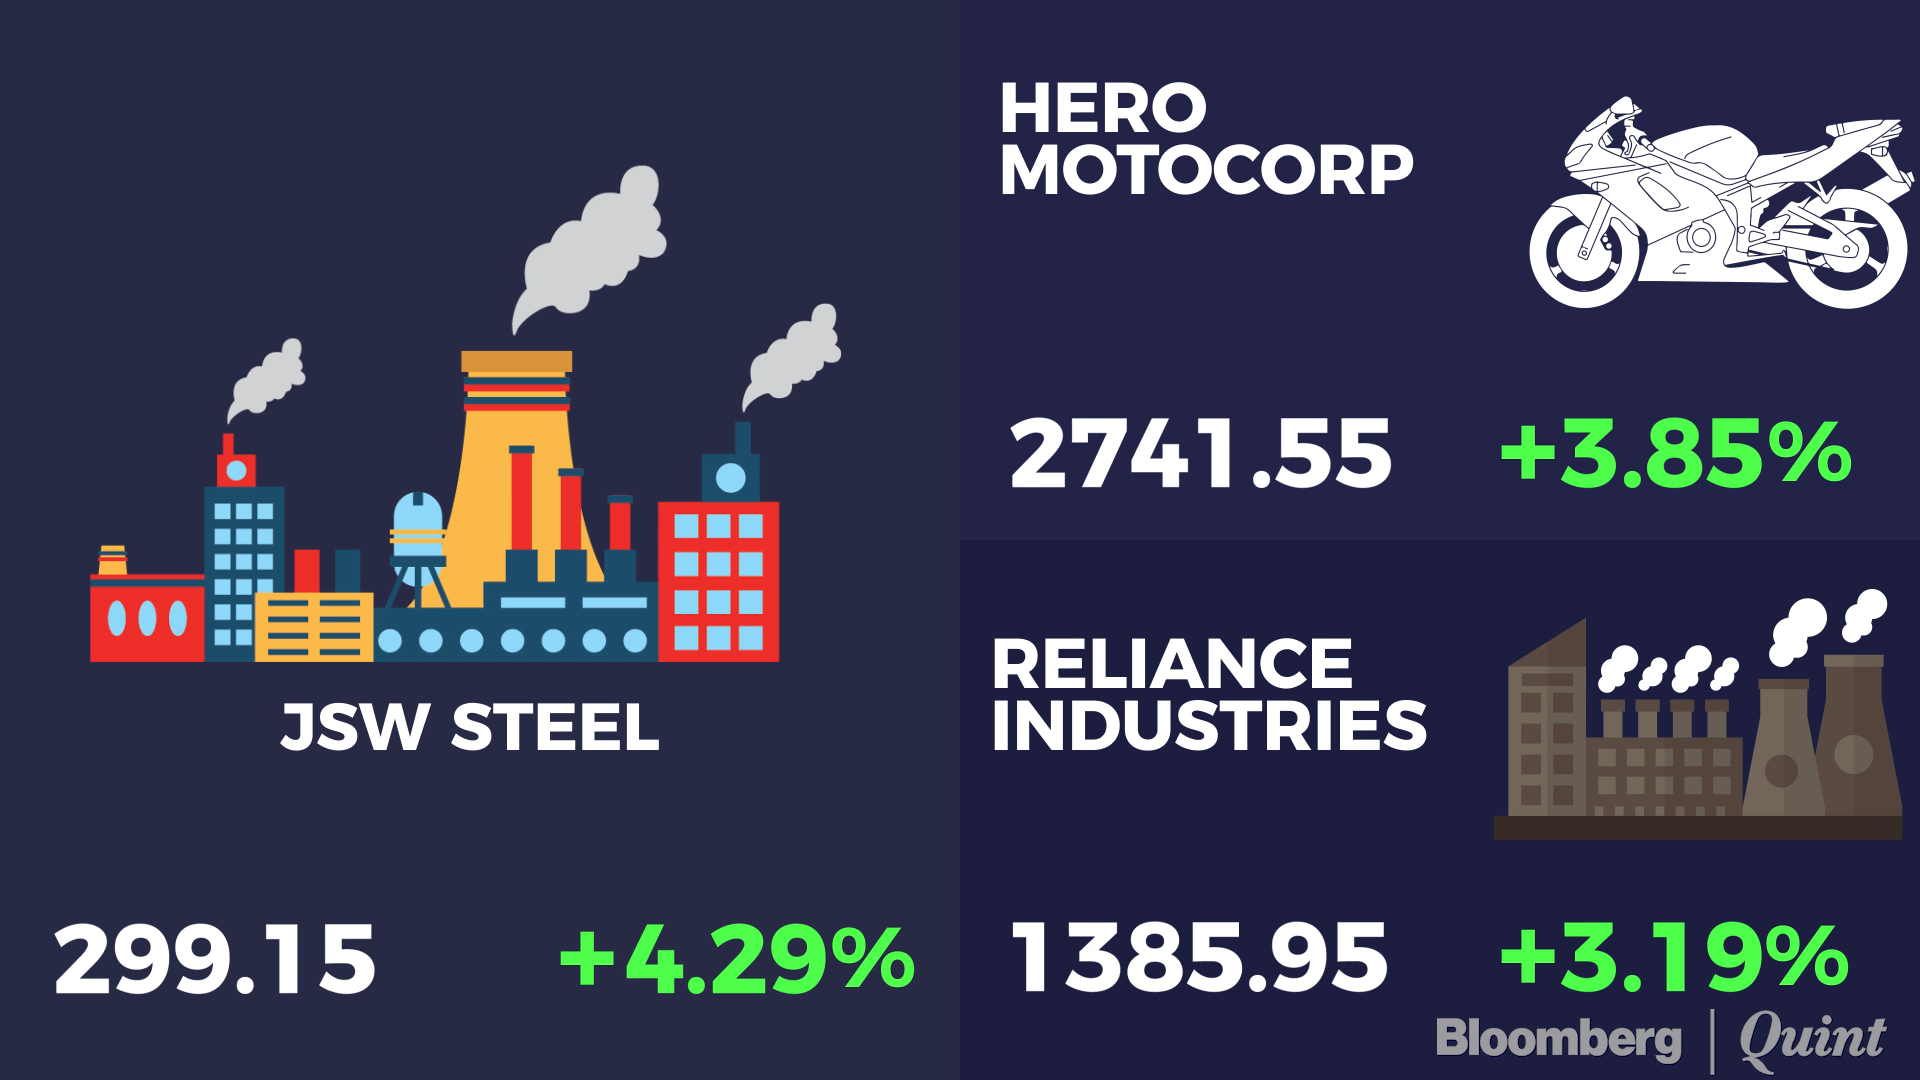 JSW STEEL
299.15 +4.29%
HERO
MOTOCORP
2741.55 +3.85%
RELIANCE
INDUSTRIES
1385.95 +3.19%
Bloomberg | Quint